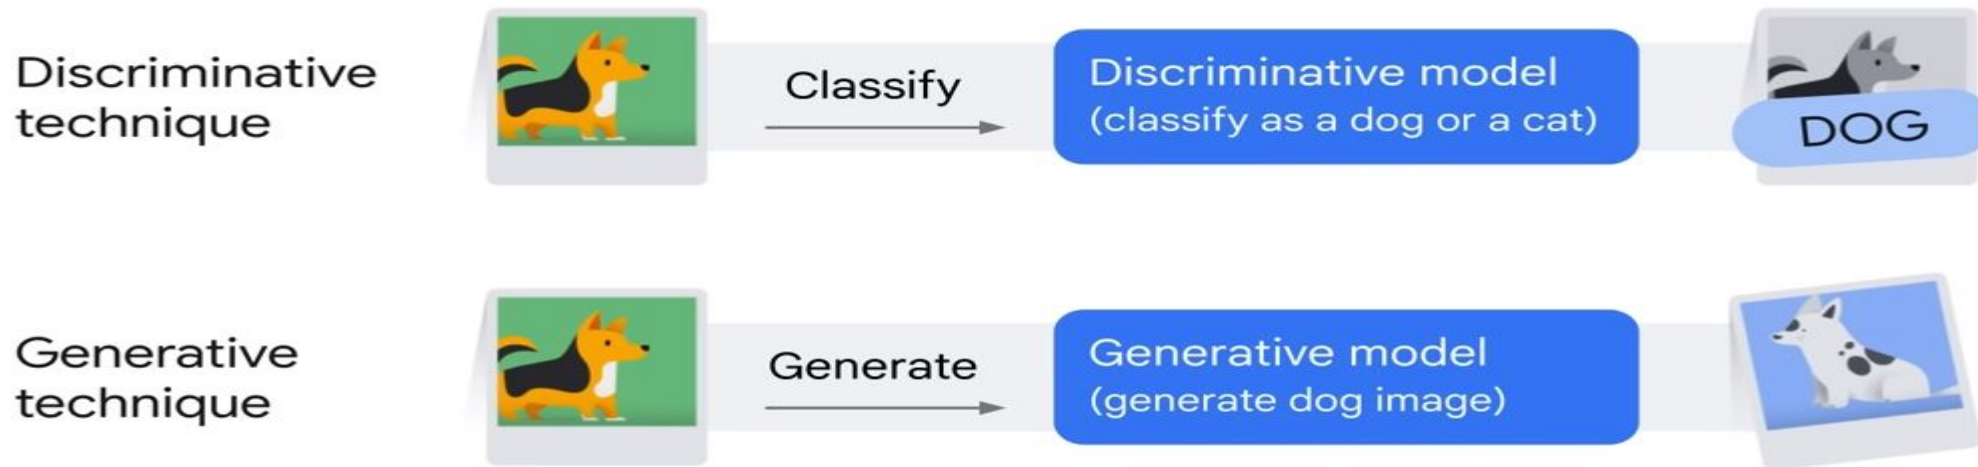 Discriminative
technique
Classify
Discriminative model
(classify as a dog or a cat)
DOG
Generative
technique
Generate
Generative model
(generate dog image)